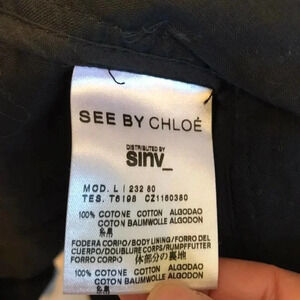 SEE BY CHLOÉ
DISTRIBUTED BY
sinv_
MOD. L I 232 80
TES. T6198 CZ1160380
100% COTONE COTTON ALGODAO
COTON BAUMWOLLE ALGODON
綿
FODERA CORPO/BODY LINING/FORRO DEL
CUERPO/DOUBLURE CORPS/RUMPFFUTTER
FORRO CORPO 体部分の裏地
100% COTONE COTTON ALGODAO
COTON BAUMWOLLE ALGODON